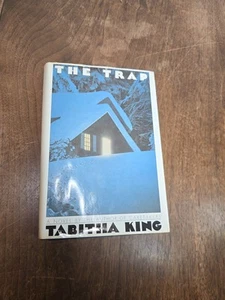 THE TRAP
TABITHA KING